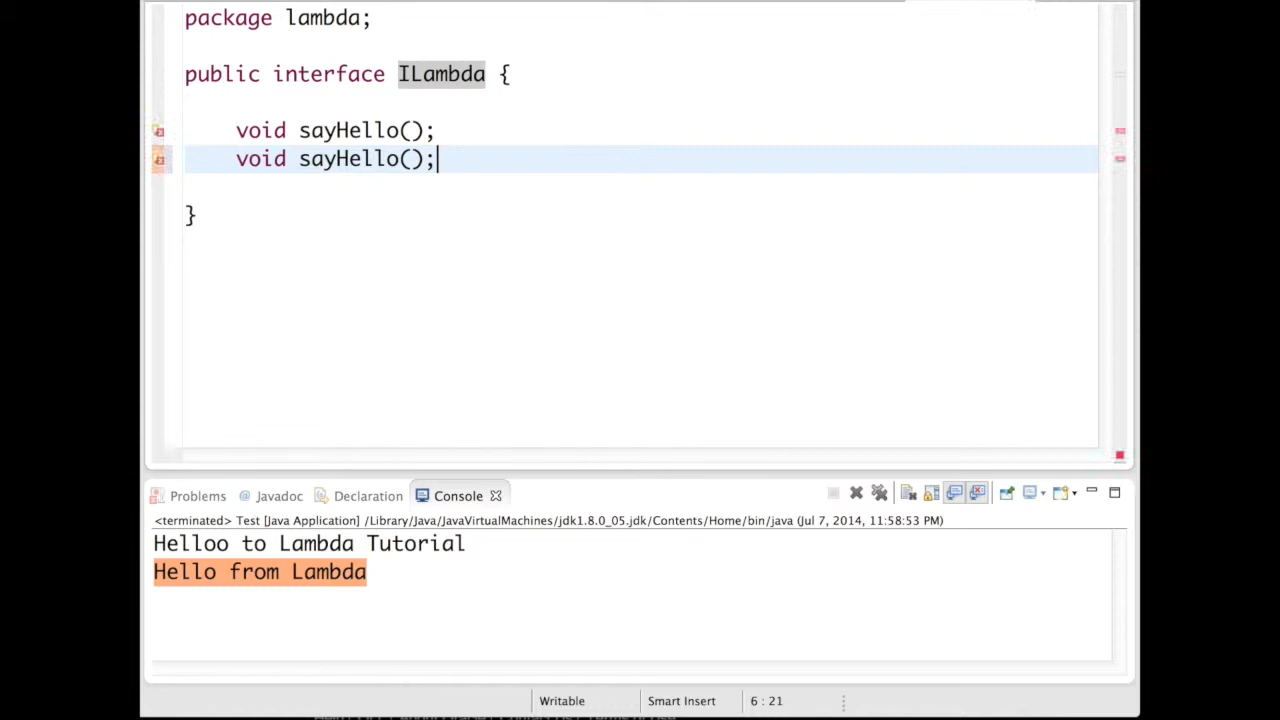 package lambda;
public interface ILambda {
void sayHello();
void sayHello();
}
Problems @ Javadoc Declaration Console
<terminated> Test [Java Application] /Library/Java/JavaVirtualMachines/jdk1.8.0_05.jdk/Contents/Home/bin/java (Jul 7, 2014, 11:58:53 PM)
Helloo to Lambda Tutorial
Hello from Lambda
Writable Smart Insert 6 : 21